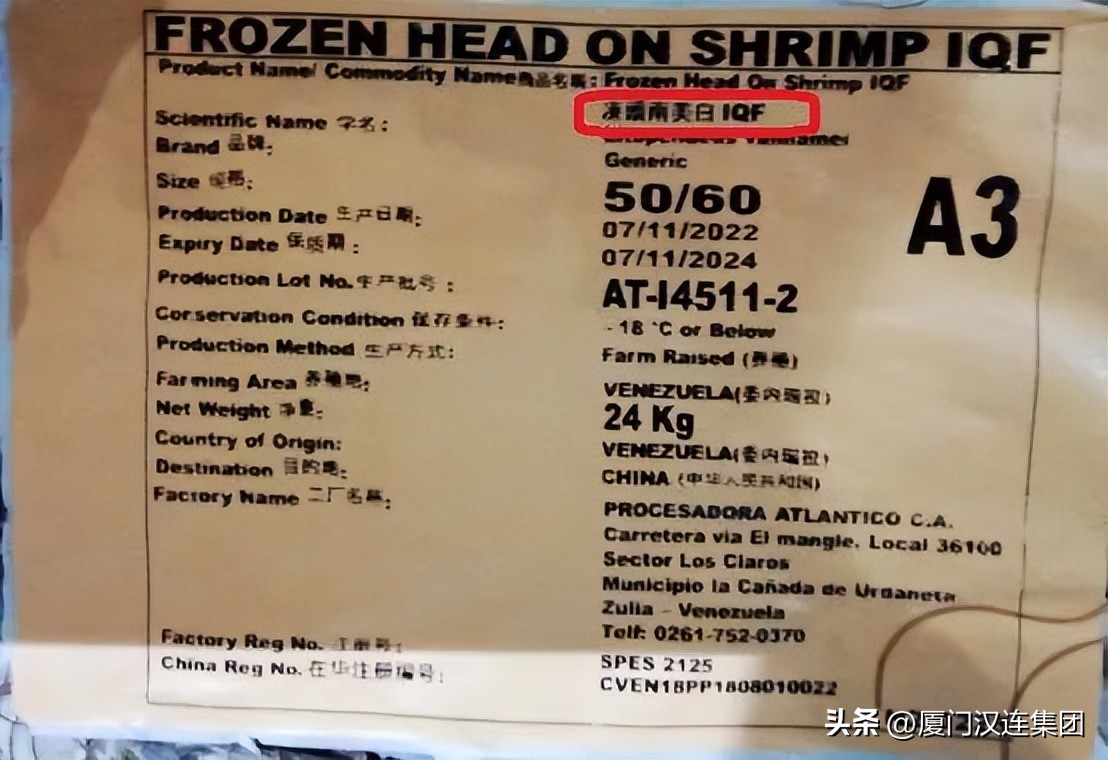 FROZEN HEAD ON SHRIMP IQF
Product Name/ Commodity Name商品名称: Frozen Head On Shrimp IQF
南美白 IQF
Scientific Name 学名:
Brand 品牌: Generic
Size 规格: 50/60
A3
Production Date 生产日期: 07/11/2022
Expiry Date 保质期: 07/11/2024
Production Lot No.生产批号: AT-I4511-2
Conservation Condition 保存条件: -18 °C or Below
Production Method 生产方式: Farm Raised (养殖)
Farming Area 养殖地: VENEZUELA(委内瑞拉)
Net Weight 净重: 24 Kg
Country of Origin: VENEZUELA(委内瑞拉)
Destination 目的地: CHINA (中华人民共和国)
Factory Name 工厂名称: PROCESADORA ATLANTICO C.A.
Carretera via El mangle. Local 36100
Sector Los Claros
Municipio la Cañada de Urdaneta
Zulia - Venezuela
Telf: 0261-752-0370
Factory Reg No. 注册号: SPES 2125
China Reg No. 在华注册编号: CVEN18PP1808010022
头条 @厦门汉连集团